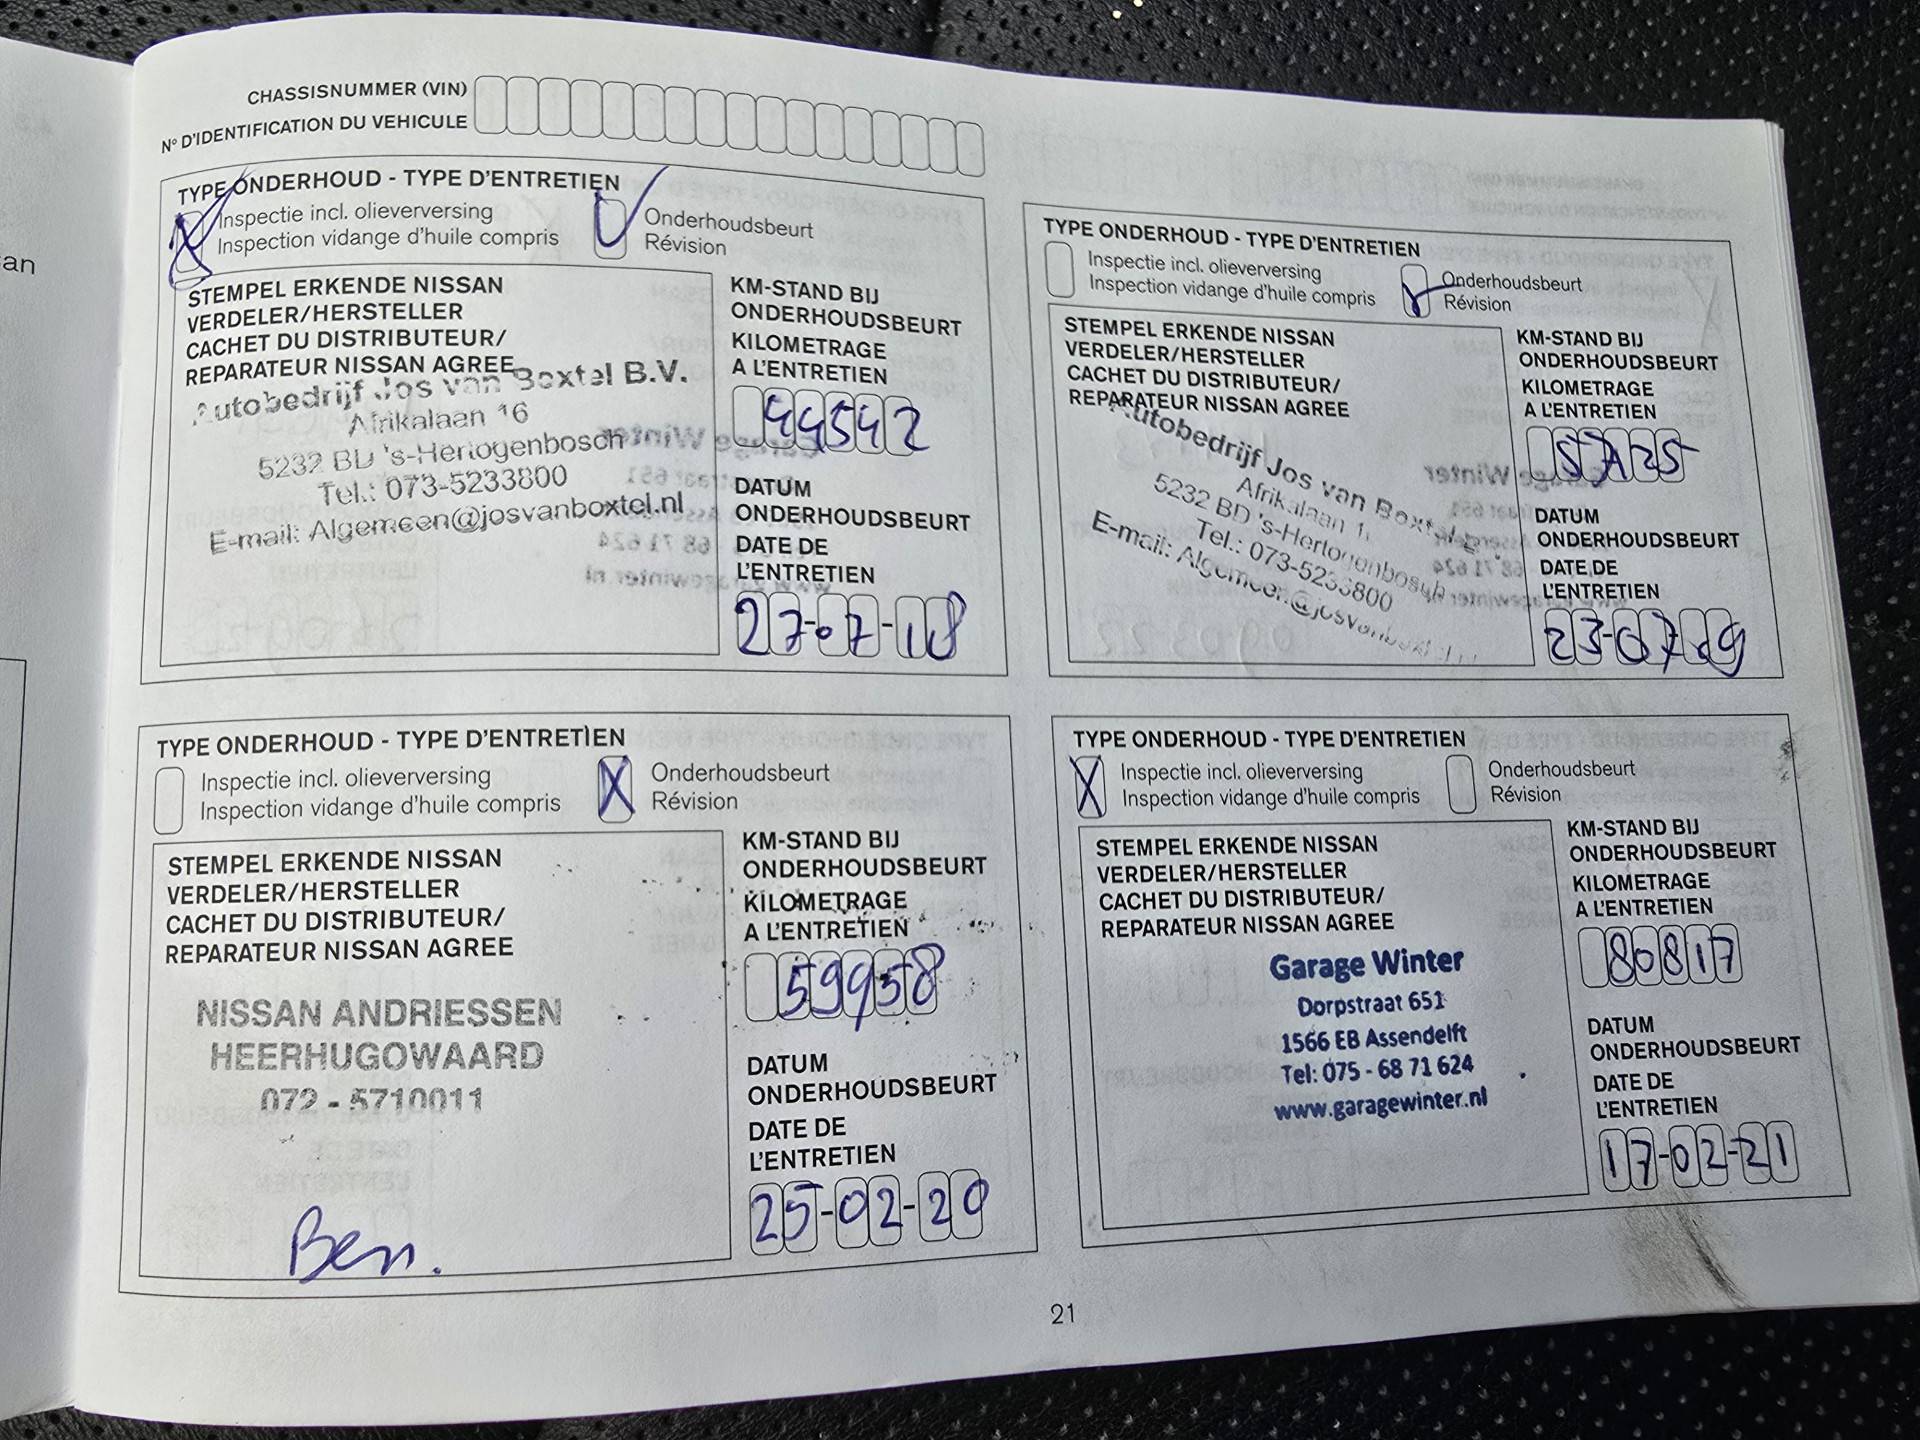 an
CHASSISNUMMER (VIN)
Nº D'IDENTIFICATION DU VEHICULE
TYPE ONDERHOUD - TYPE D'ENTRETIEN
Inspectie incl. olieverversing
Inspection vidange d'huile compris
Onderhoudsbeurt
Révision
STEMPEL ERKENDE NISSAN
VERDELER/HERSTELLER
CACHET DU DISTRIBUTEUR/
REPARATEUR NISSAN AGREE
Autobedrijf Jos van Boxtel B.V.
Afrikalaan 16
5232 BD 's-Hertogenbosch
Tel.: 073-5233800
E-mail: Algemeen@josvanboxtel.nl
KM-STAND BIJ
ONDERHOUDSBEURT
KILOMETRAGE
A L'ENTRETIEN
44542
DATUM
ONDERHOUDSBEURT
DATE DE
L'ENTRETIEN
27-07-18
TYPE ONDERHOUD - TYPE D'ENTRETIEN
Inspectie incl. olieverversing
Inspection vidange d'huile compris
Onderhoudsbeurt
Révision
STEMPEL ERKENDE NISSAN
VERDELER/HERSTELLER
CACHET DU DISTRIBUTEUR/
REPARATEUR NISSAN AGREE
Autobedrijf Jos van Boxtel
Afrikalaan
5232 BD 's-Hertogenbosch
Tel.: 073-5233800
E-mail: Algemeen@josvanboxtel
KM-STAND BIJ
ONDERHOUDSBEURT
KILOMETRAGE
A L'ENTRETIEN
DATUM
ONDERHOUDSBEURT
DATE DE
L'ENTRETIEN
TYPE ONDERHOUD - TYPE D'ENTRETIEN
Inspectie incl. olieverversing
Inspection vidange d'huile compris
Onderhoudsbeurt
Révision
STEMPEL ERKENDE NISSAN
VERDELER/HERSTELLER
CACHET DU DISTRIBUTEUR/
REPARATEUR NISSAN AGREE
NISSAN ANDRIESSEN
HEERHUGOWAARD
072 - 5710011
Ben.
KM-STAND BIJ
ONDERHOUDSBEURT
KILOMETRAGE
A L'ENTRETIEN
59958
DATUM
ONDERHOUDSBEURT
DATE DE
L'ENTRETIEN
25-02-20
TYPE ONDERHOUD - TYPE D'ENTRETIEN
Inspectie incl. olieverversing
Inspection vidange d'huile compris
Onderhoudsbeurt
Révision
STEMPEL ERKENDE NISSAN
VERDELER/HERSTELLER
CACHET DU DISTRIBUTEUR/
REPARATEUR NISSAN AGREE
Garage Winter
Dorpstraat 651
1566 EB Assendelft
Tel: 075 - 68 71 624
www.garagewinter.nl
KM-STAND BIJ
ONDERHOUDSBEURT
KILOMETRAGE
A L'ENTRETIEN
80817
DATUM
ONDERHOUDSBEURT
DATE DE
L'ENTRETIEN
17-02-21
21